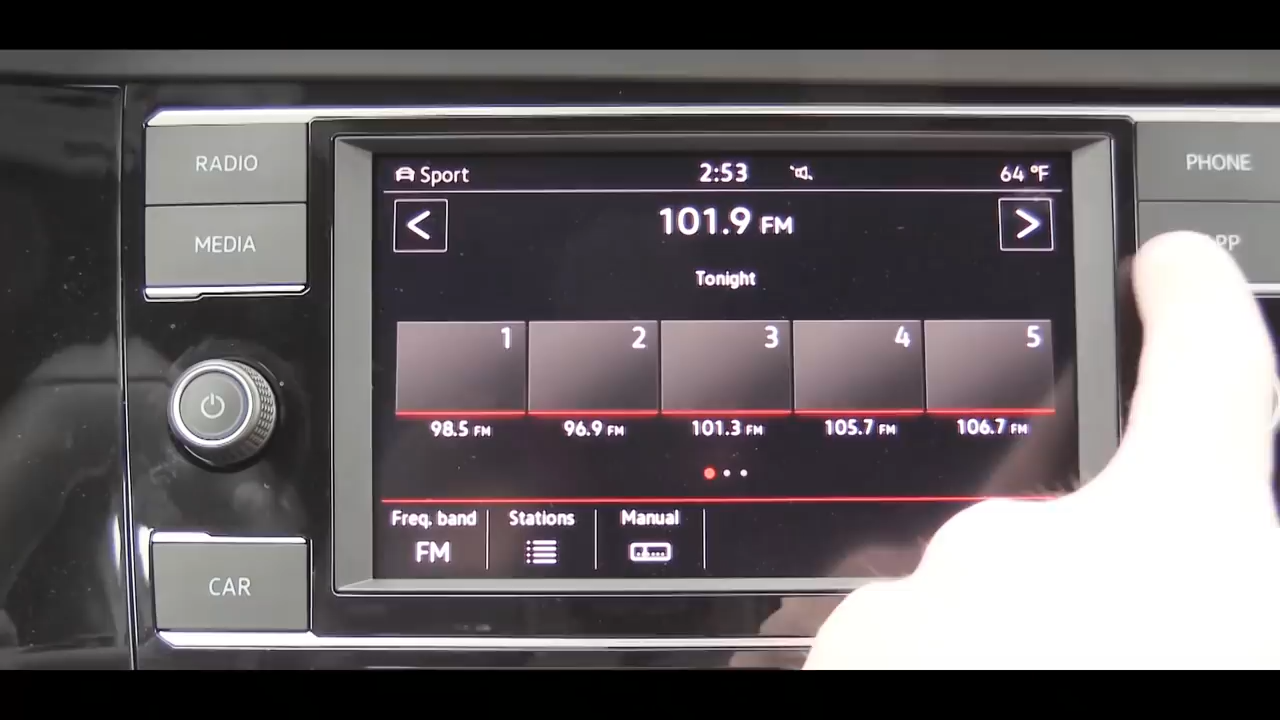 RADIO
MEDIA
CAR
Sport
2:53
64 °F
101.9 FM
Tonight
1
2
3
4
5
98.5 FM
96.9 FM
101.3 FM
105.7 FM
106.7 FM
Freq. band
FM
Stations
Manual
PHONE